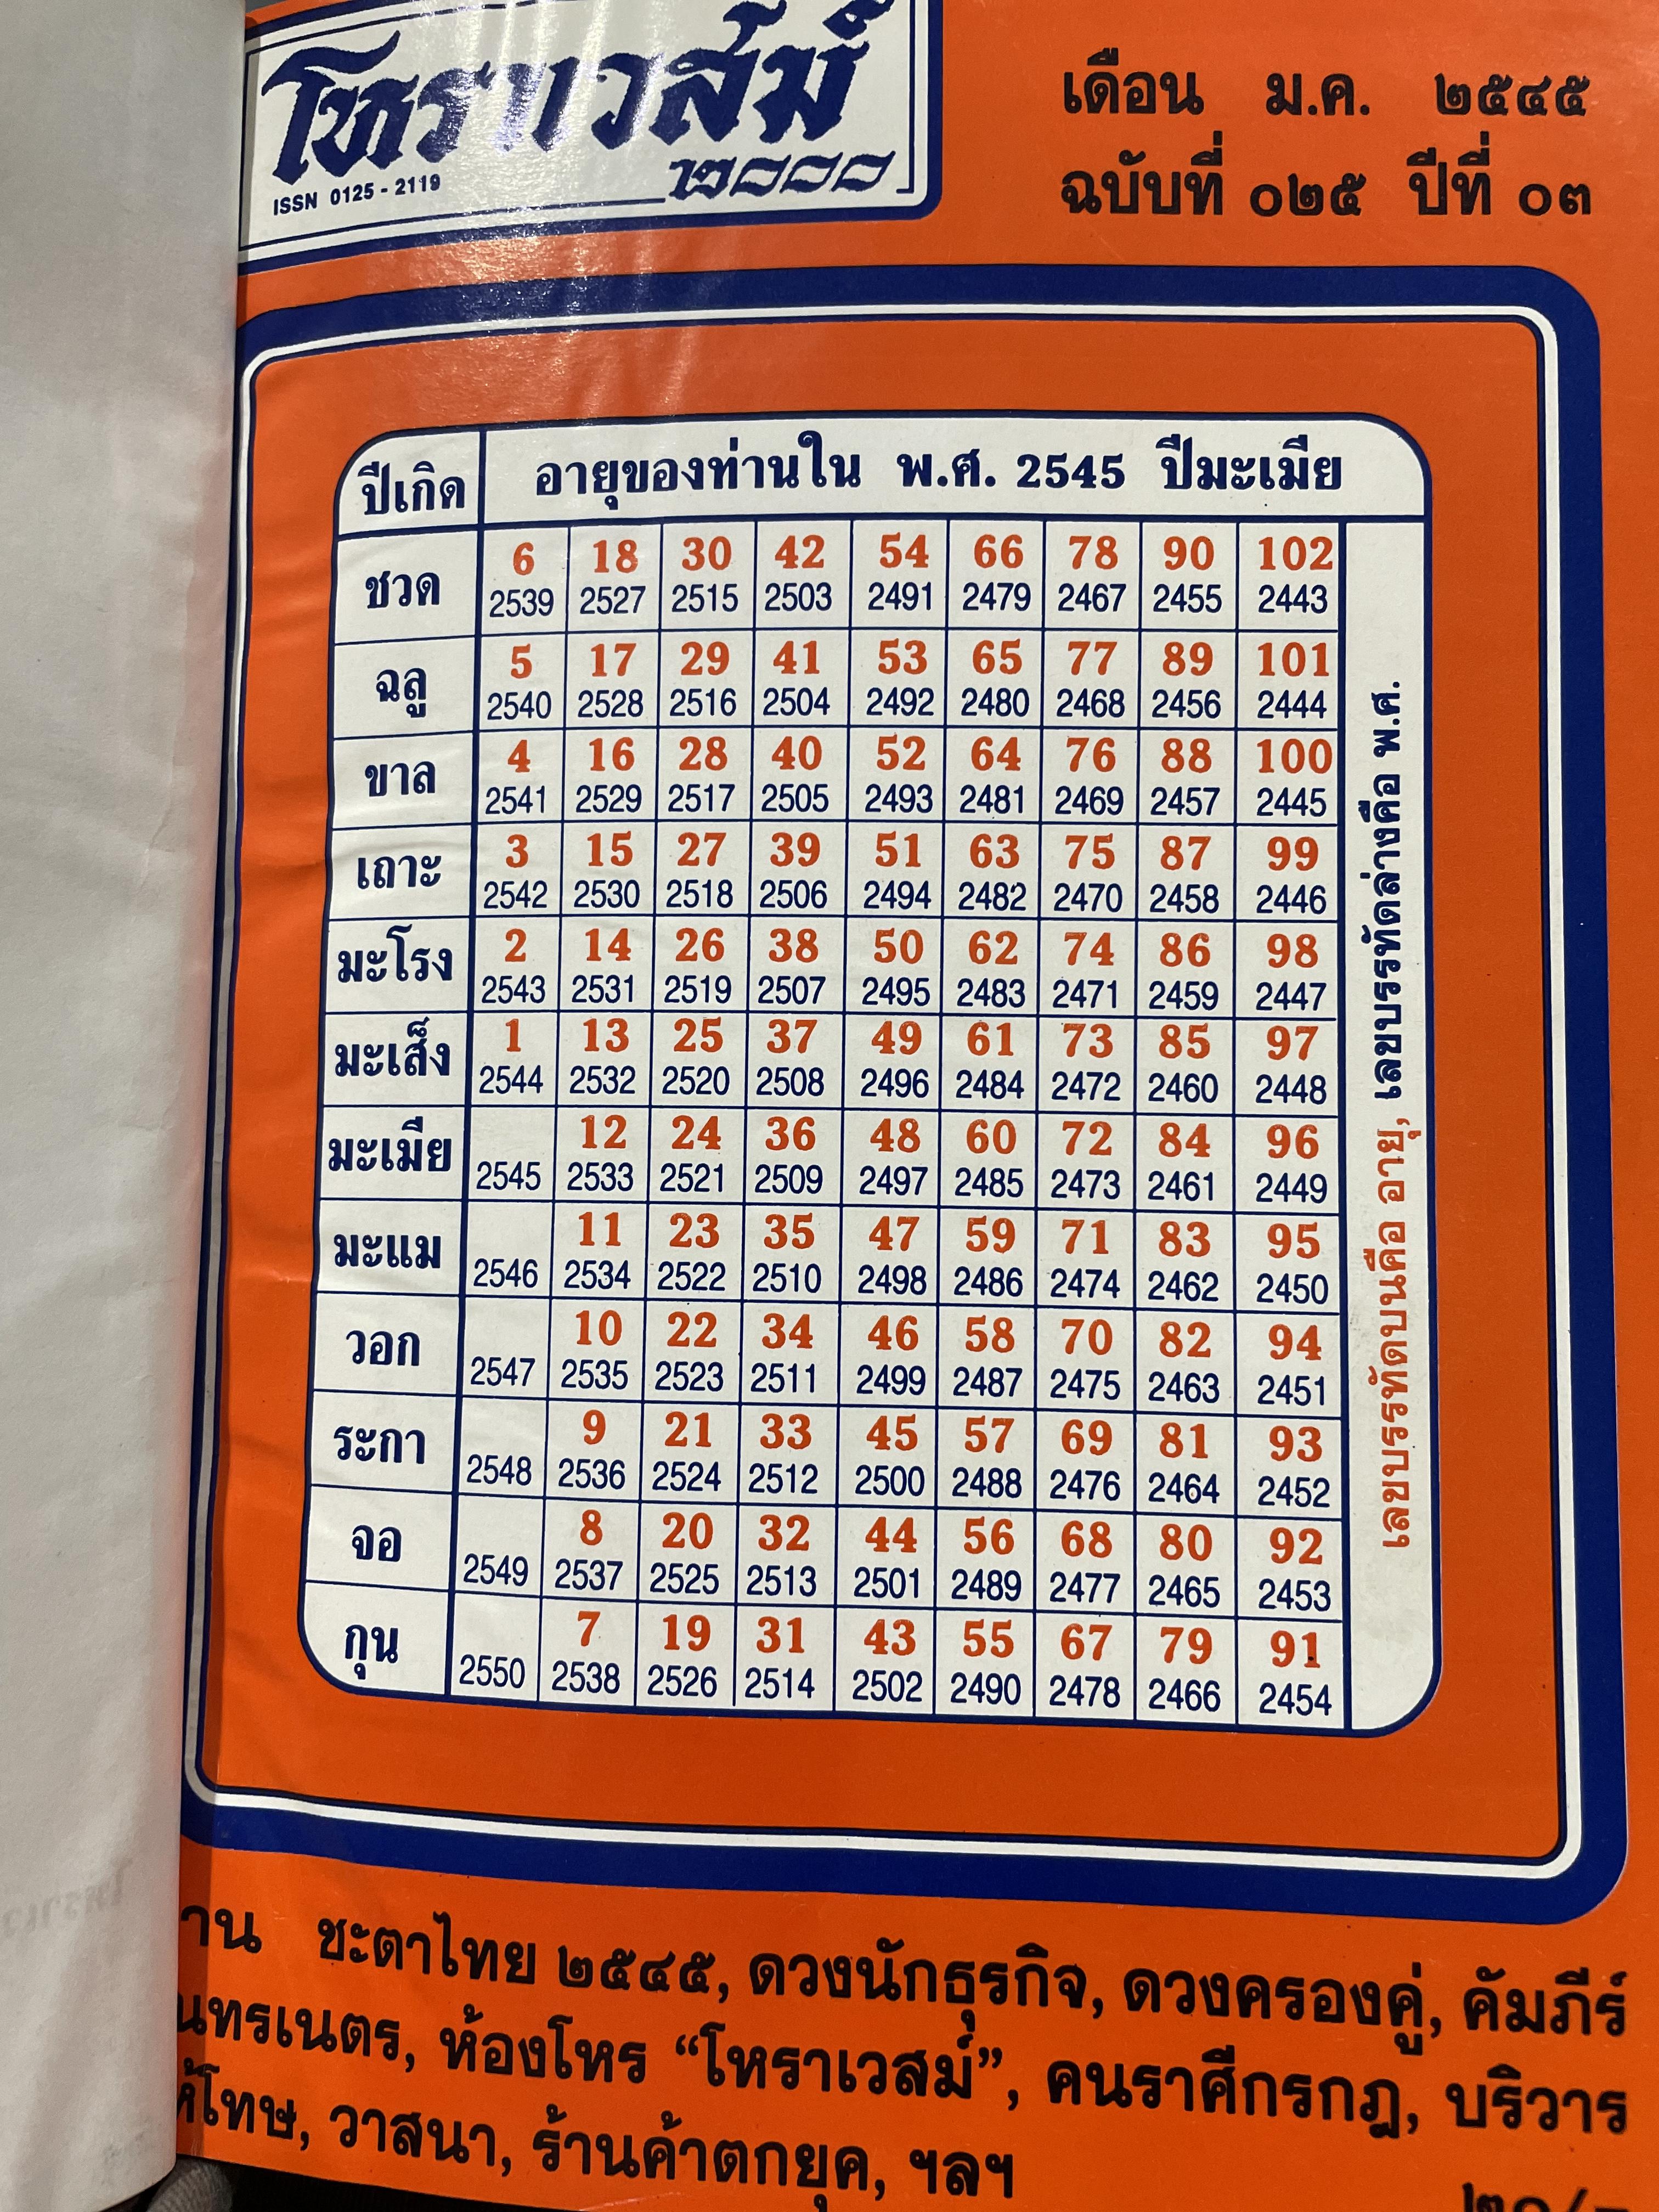 โหราเวสม์
๒๐๐๐
ISSN 0125-2119
เดือน ม.ค. ๒๕๔๕
ฉบับที่ ๐๒๕ ปีที่ ๐๓
ปีเกิด อายุของท่านใน พ.ศ. 2545 ปีมะเมีย
ชวด 6 18 30 42 54 66 78 90 102
2539 2527 2515 2503 2491 2479 2467 2455 2443
ฉลู 5 17 29 41 53 65 77 89 101
2540 2528 2516 2504 2492 2480 2468 2456 2444
ขาล 4 16 28 40 52 64 76 88 100
2541 2529 2517 2505 2493 2481 2469 2457 2445
เถาะ 3 15 27 39 51 63 75 87 99
2542 2530 2518 2506 2494 2482 2470 2458 2446
มะโรง 2 14 26 38 50 62 74 86 98
2543 2531 2519 2507 2495 2483 2471 2459 2447
มะเส็ง 1 13 25 37 49 61 73 85 97
2544 2532 2520 2508 2496 2484 2472 2460 2448
มะเมีย 12 24 36 48 60 72 84 96
2545 2533 2521 2509 2497 2485 2473 2461 2449
มะแม 11 23 35 47 59 71 83 95
2546 2534 2522 2510 2498 2486 2474 2462 2450
วอก 10 22 34 46 58 70 82 94
2547 2535 2523 2511 2499 2487 2475 2463 2451
ระกา 9 21 33 45 57 69 81 93
2548 2536 2524 2512 2500 2488 2476 2464 2452
จอ 8 20 32 44 56 68 80 92
2549 2537 2525 2513 2501 2489 2477 2465 2453
กุน 7 19 31 43 55 67 79 91
2550 2538 2526 2514 2502 2490 2478 2466 2454
เลขบรรทัดบนคือ อายุ, เลขบรรทัดล่างคือ พ.ศ.
าน ชะตาไทย ๒๕๔๕, ดวงนักธุรกิจ, ดวงครองคู่, คัมภีร์
นทรเนตร, ห้องโหร “โหราเวสม์”, คนราศีกรกฎ, บริวาร
ห้โทษ, วาสนา, ร้านค้าตกยุค, ฯลฯ